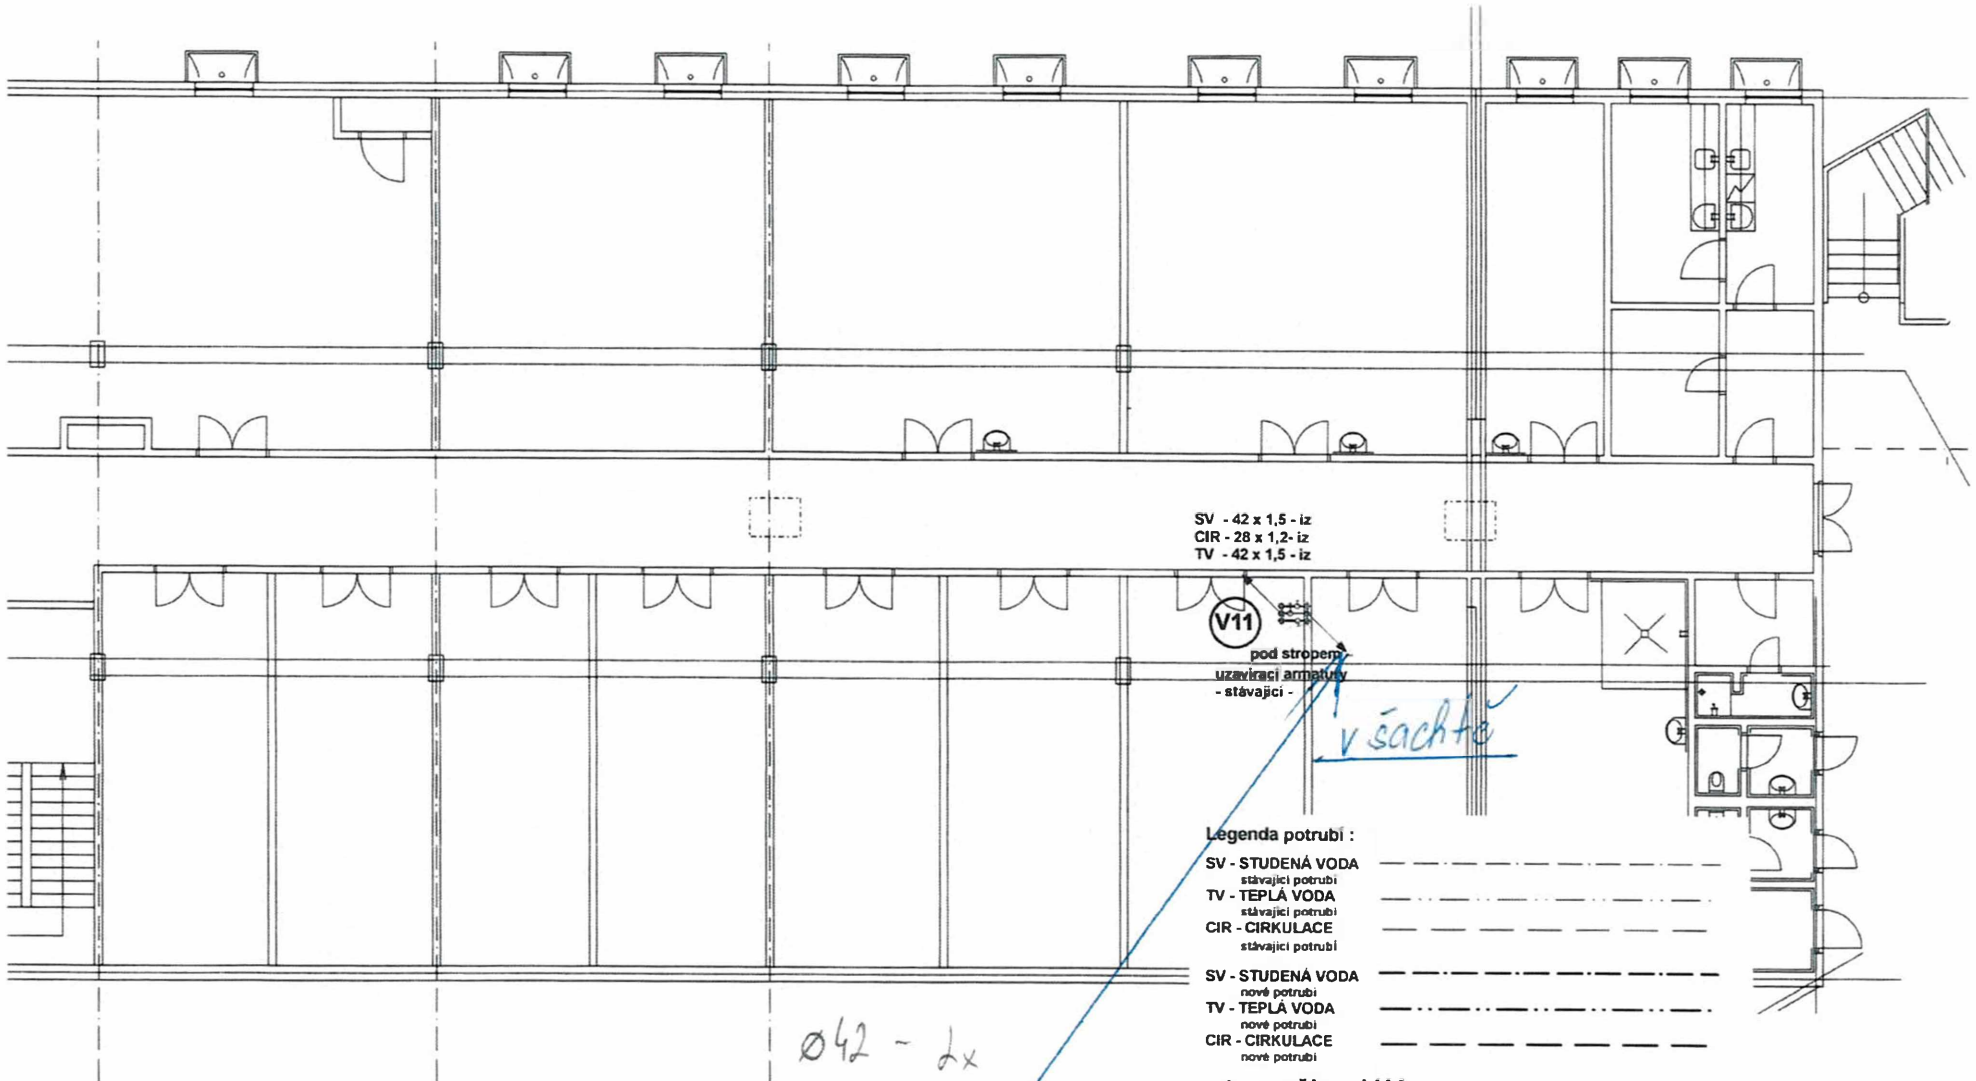 SV - 42 x 1,5 - iz
CIR - 28 x 1,2- iz
TV - 42 x 1,5 - iz
V11
pod stropem -
uzavírací armatury
- stávající -
v šachtě
Legenda potrubí :
SV - STUDENÁ VODA
stávající potrubí
TV - TEPLÁ VODA
stávající potrubí
CIR - CIRKULACE
stávající potrubí
SV - STUDENÁ VODA
nové potrubí
TV - TEPLÁ VODA
nové potrubí
CIR - CIRKULACE
nové potrubí
ø42 - 2x